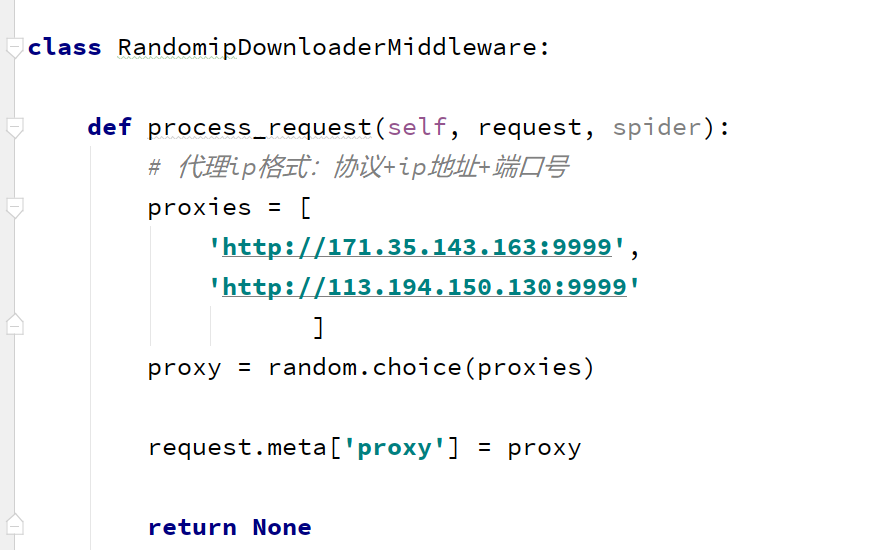 class RandomipDownloaderMiddleware:
def process_request(self, request, spider):
# 代理ip格式：协议+ip地址+端口号
proxies = [
'http://171.35.143.163:9999',
'http://113.194.150.130:9999'
]
proxy = random.choice(proxies)
request.meta['proxy'] = proxy
return None